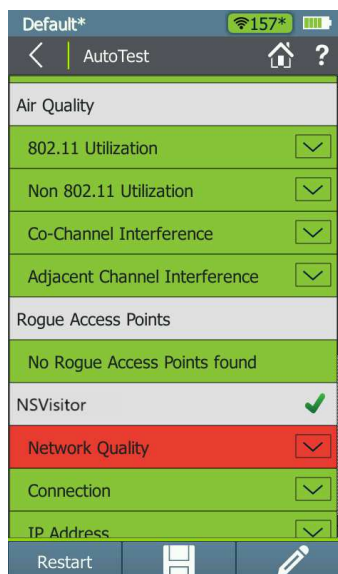 Default*
157*
AutoTest
?
Air Quality
802.11 Utilization
Non 802.11 Utilization
Co-Channel Interference
Adjacent Channel Interference
Rogue Access Points
No Rogue Access Points found
NSVisitor
Network Quality
Connection
IP Address
Restart